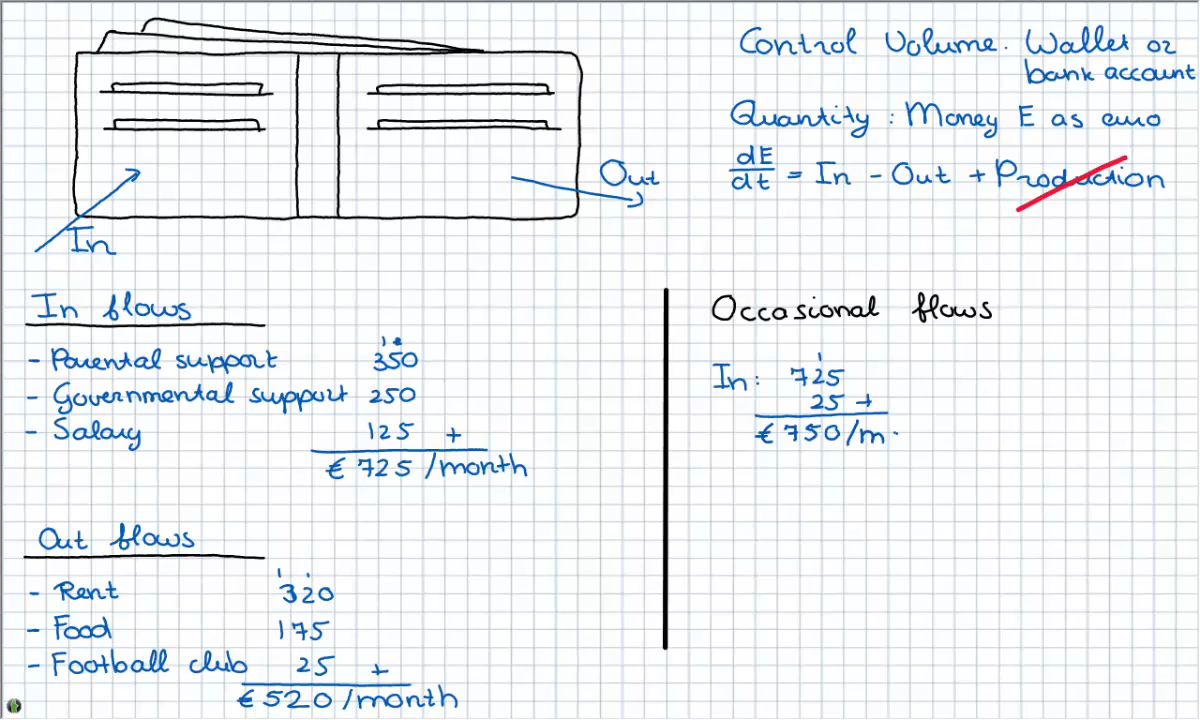 Control Volume. Wallet or
bank account
Quantity : Money E as euro
dE/dt = In - Out + Production
In
Out
In flows
- Parental support 350
- Governmental support 250
- Salary 125 +
€ 725 /month
Out flows
- Rent 320
- Food 175
- Football club 25 +
€ 520 /month
Occasional flows
In: 725
25 +
€ 750 /m